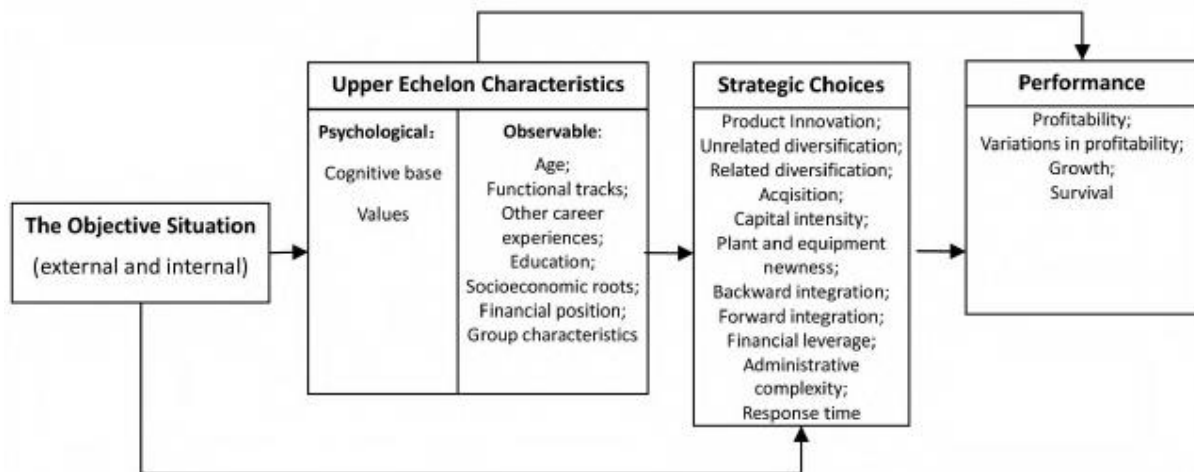 The Objective Situation
(external and internal)
Upper Echelon Characteristics
Psychological:
Cognitive base
Values
Observable:
Age;
Functional tracks;
Other career
experiences;
Education;
Socioeconomic roots;
Financial position;
Group characteristics
Strategic Choices
Product Innovation;
Unrelated diversification;
Related diversification;
Acqisition;
Capital intensity;
Plant and equipment
newness;
Backward integration;
Forward integration;
Financial leverage;
Administrative
complexity;
Response time
Performance
Profitability;
Variations in profitability;
Growth;
Survival